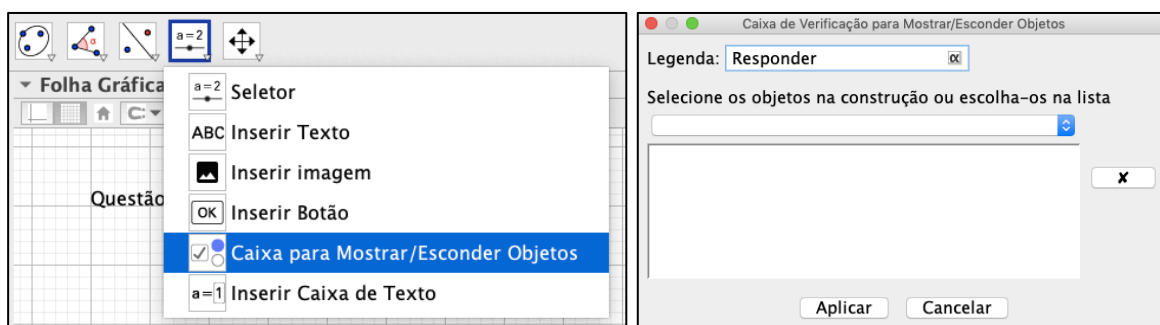 a=2
Folha Gráfica
Questão
a=2 Seletor
ABC Inserir Texto
Inserir imagem
OK Inserir Botão
Caixa para Mostrar/Esconder Objetos
a=1 Inserir Caixa de Texto
Caixa de Verificação para Mostrar/Esconder Objetos
Legenda: Responder α
Selecione os objetos na construção ou escolha-os na lista
✘
Aplicar Cancelar